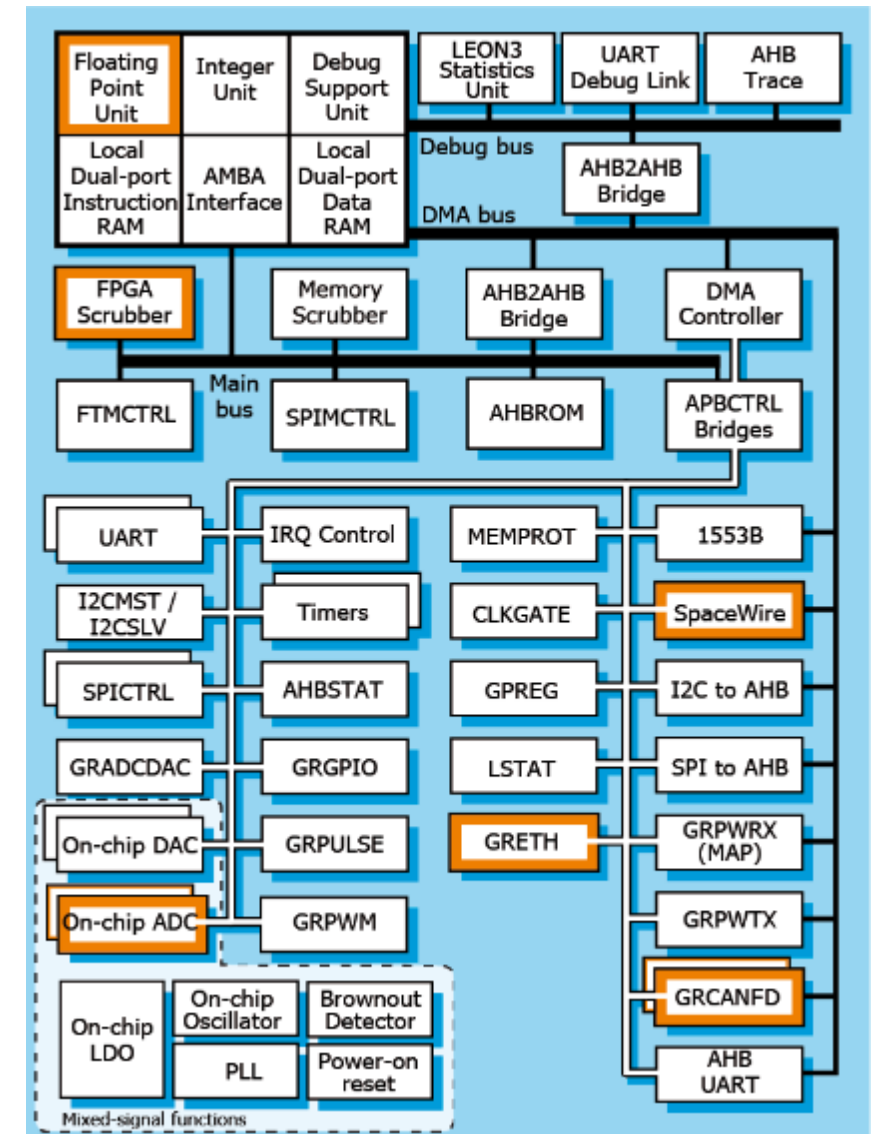 Floating
Point
Unit
Integer
Unit
Debug
Support
Unit
LEON3
Statistics
Unit
UART
Debug Link
AHB
Trace
Local
Dual-port
Instruction
RAM
AMBA
Interface
Local
Dual-port
Data
RAM
Debug bus
AHB2AHB
Bridge
DMA bus
FPGA
Scrubber
Memory
Scrubber
AHB2AHB
Bridge
DMA
Controller
Main
bus
FTMCTRL
SPIMCTRL
AHBROM
APBCTRL
Bridges
UART
IRQ Control
MEMPROT
1553B
I2CMST /
I2CSLV
Timers
CLKGATE
SpaceWire
SPICTRL
AHBSTAT
GPREG
I2C to AHB
GRADCDAC
GRGPIO
LSTAT
SPI to AHB
On-chip DAC
GRPULSE
GRETH
GRPWRX
(MAP)
On-chip ADC
GRPWM
GRPWTX
GRCANFD
On-chip
LDO
On-chip
Oscillator
Brownout
Detector
PLL
Power-on
reset
AHB
UART
Mixed-signal functions